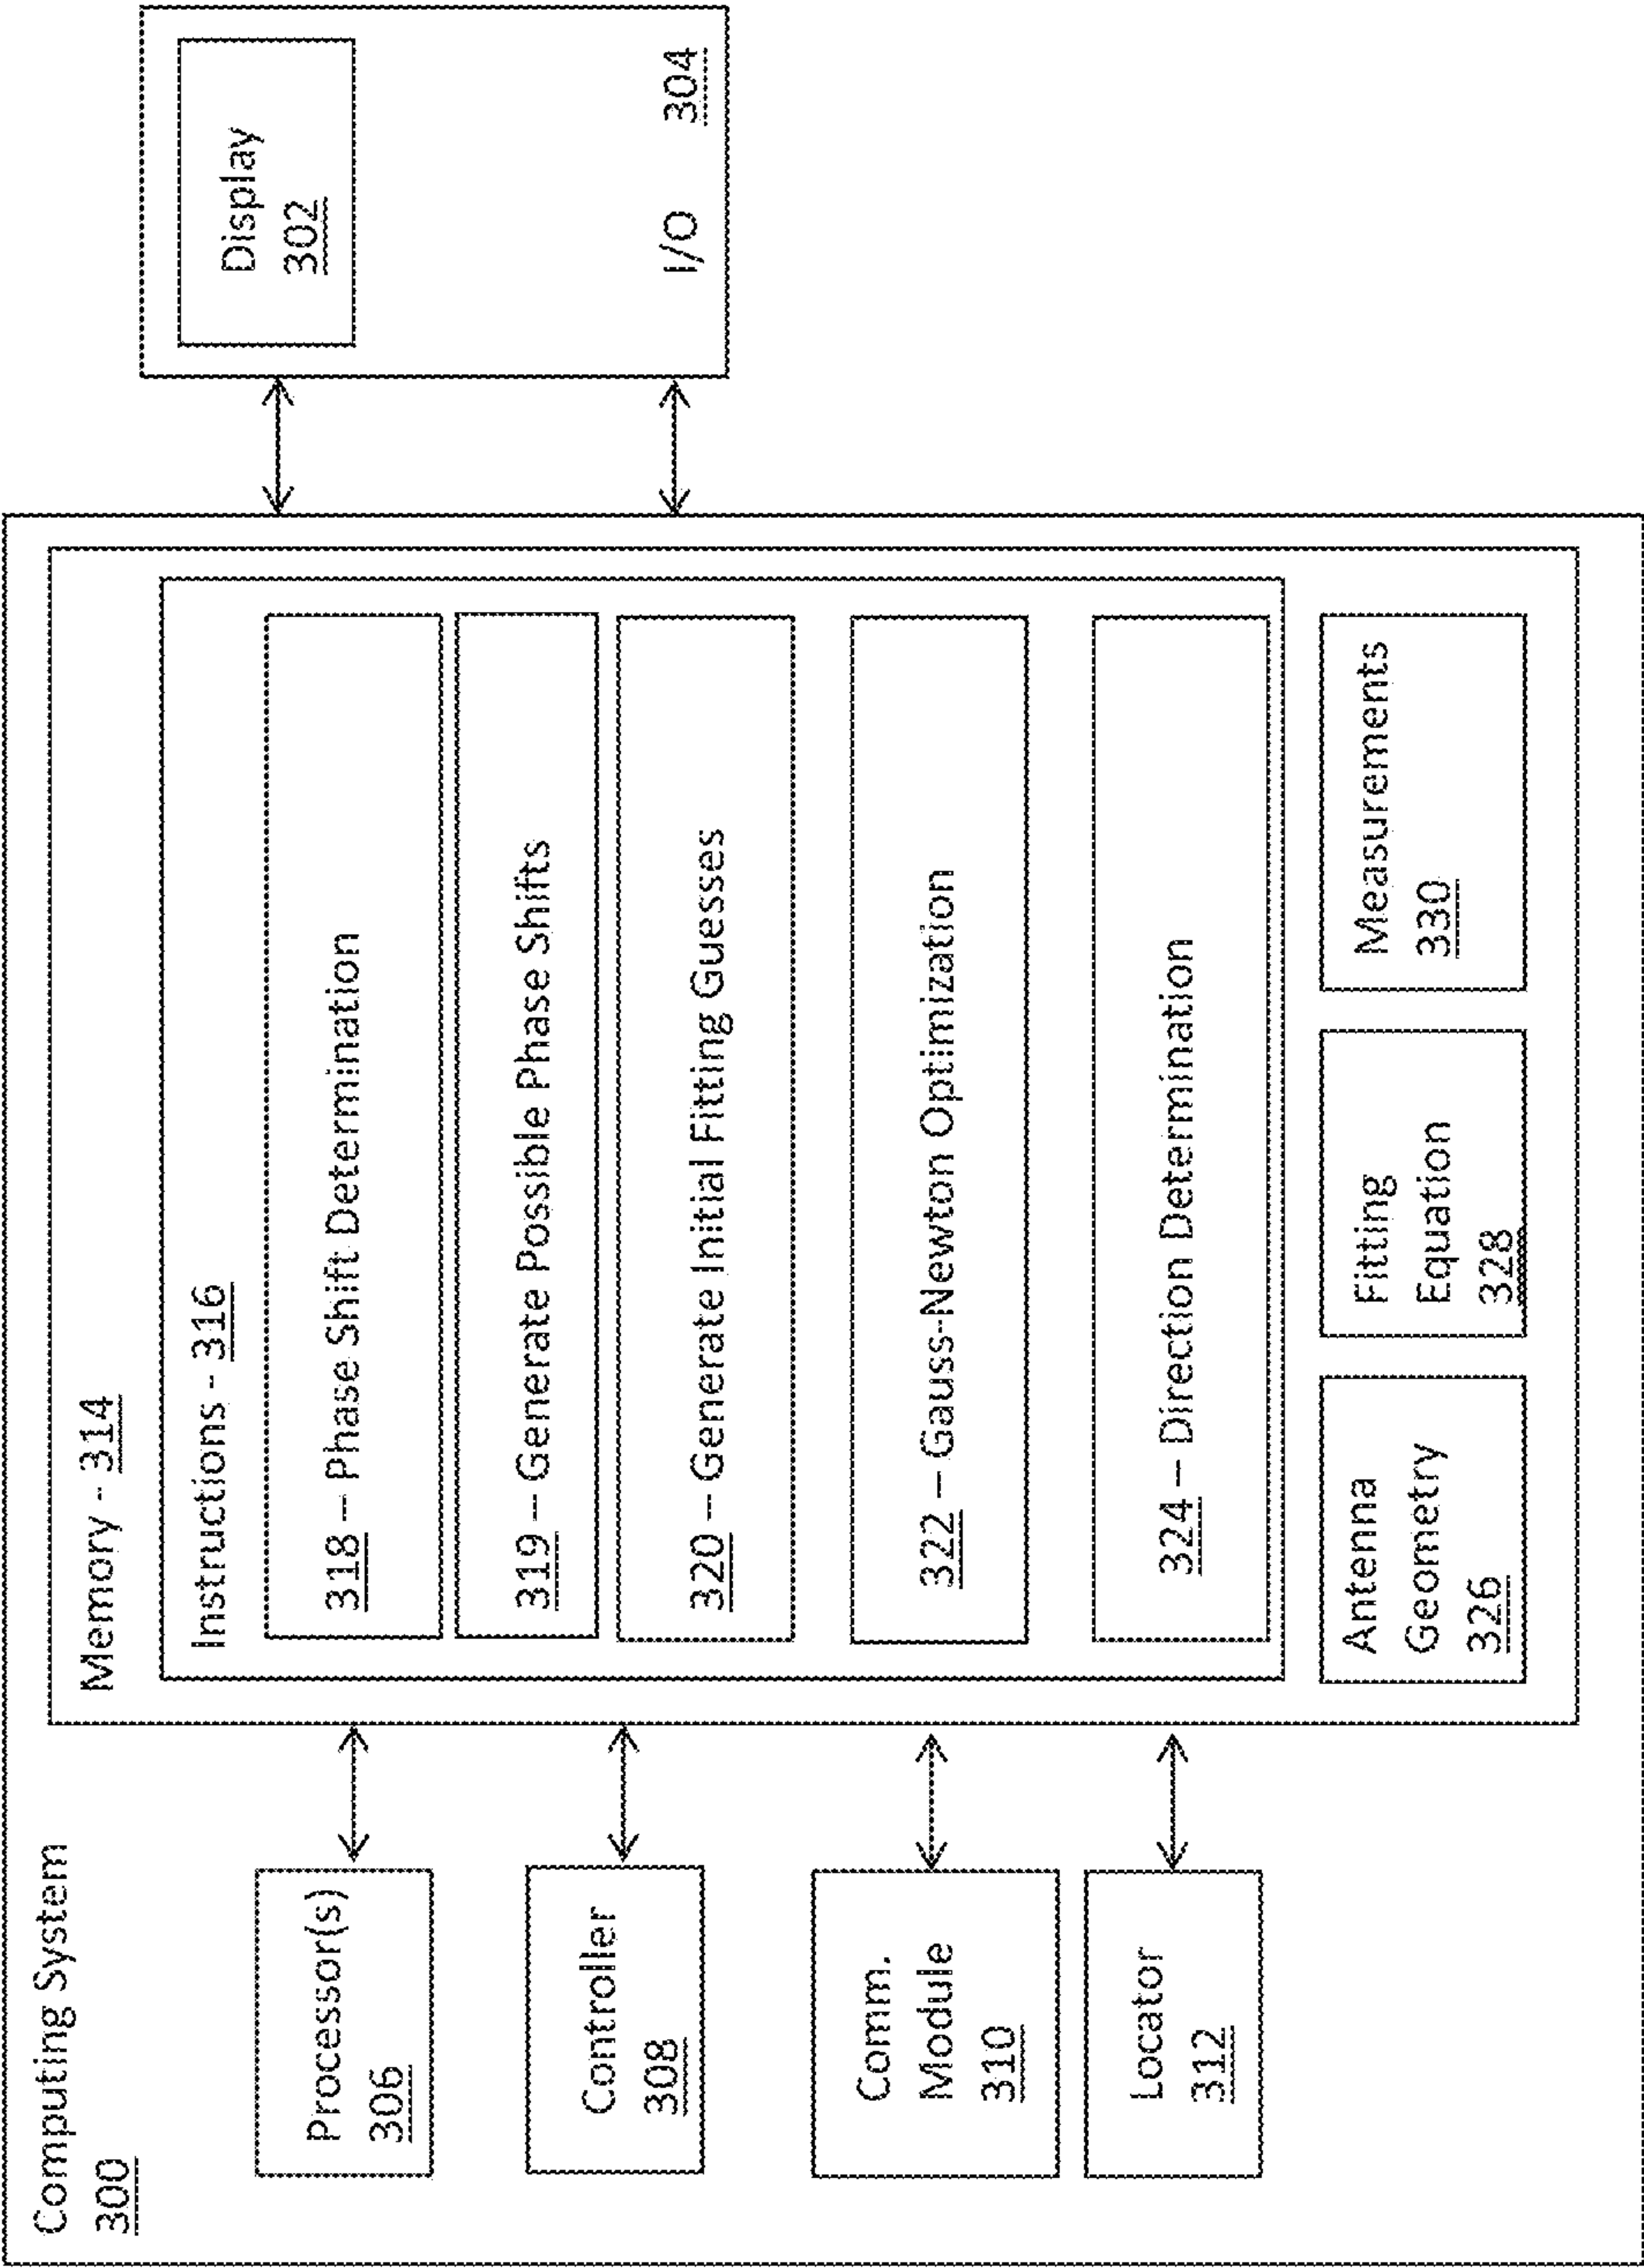 Computing System
300
Processor(s)
306
Controller
308
Comm.
Module
310
Locator
312
Memory - 314
Instructions - 316
318 – Phase Shift Determination
319 – Generate Possible Phase Shifts
320 – Generate Initial Fitting Guesses
322 – Gauss-Newton Optimization
324 – Direction Determination
Antenna
Geometry
326
Fitting
Equation
328
Measurements
330
Display
302
I/O 304